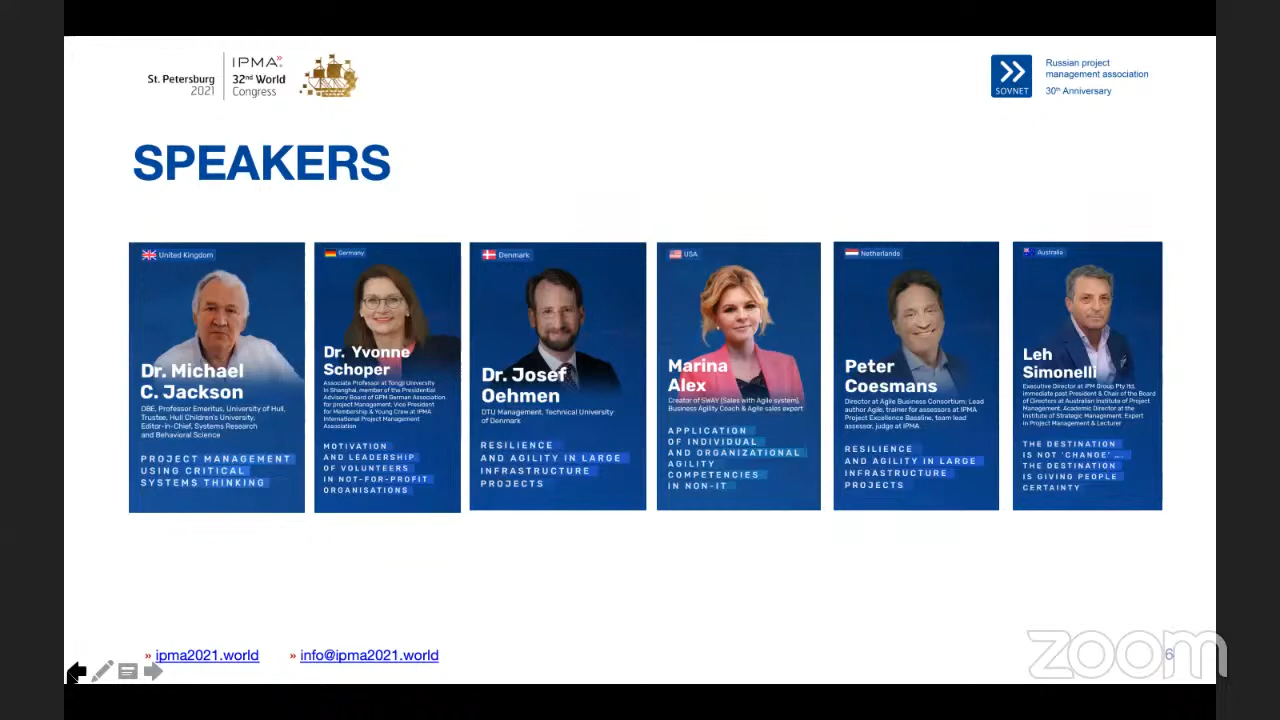 St. Petersburg
2021
IPMA»
32nd World
Congress
SOVNET
Russian project
management association
30th Anniversary
SPEAKERS
United Kingdom
Dr. Michael
C. Jackson
OBE, Professor Emeritus, University of Hull,
Trustee, Hull Children's University,
Editor-in-Chief, Systems Research
and Behavioral Science
PROJECT MANAGEMENT
USING CRITICAL
SYSTEMS THINKING
Germany
Dr. Yvonne
Schoper
Associate Professor at Tongji University
in Shanghai, member of the Presidential
Advisory Board of GPM German Association
for project Management, Vice President
for Membership & Young Crew at IPMA
International Project Management
Association
MOTIVATION
AND LEADERSHIP
OF VOLUNTEERS
IN NOT-FOR-PROFIT
ORGANISATIONS
Denmark
Dr. Josef
Oehmen
DTU Management, Technical University
of Denmark
RESILIENCE
AND AGILITY IN LARGE
INFRASTRUCTURE
PROJECTS
USA
Marina
Alex
Creator of SWAY (Sales with Agile system),
Business Agility Coach & Agile sales expert
APPLICATION
OF INDIVIDUAL
AND ORGANIZATIONAL
AGILITY
COMPETENCIES
IN NON-IT
Netherlands
Peter
Coesmans
Director at Agile Business Consortium: Lead
author Agile, trainer for assessors at IPMA
Project Excellence Baseline, team lead
assessor, judge at IPMA
RESILIENCE
AND AGILITY IN LARGE
INFRASTRUCTURE
PROJECTS
Australia
Leh
Simonelli
Executive Director at iPM Group Pty ltd,
immediate past President & Chair of the Board
of Directors at Australian Institute of Project
Management, Academic Director at the
Institute of Strategic Management, Expert
in Project Management & Lecturer
THE DESTINATION
IS NOT 'CHANGE' ...
THE DESTINATION
IS GIVING PEOPLE
CERTAINTY
» ipma2021.world
» info@ipma2021.world
zoom
6